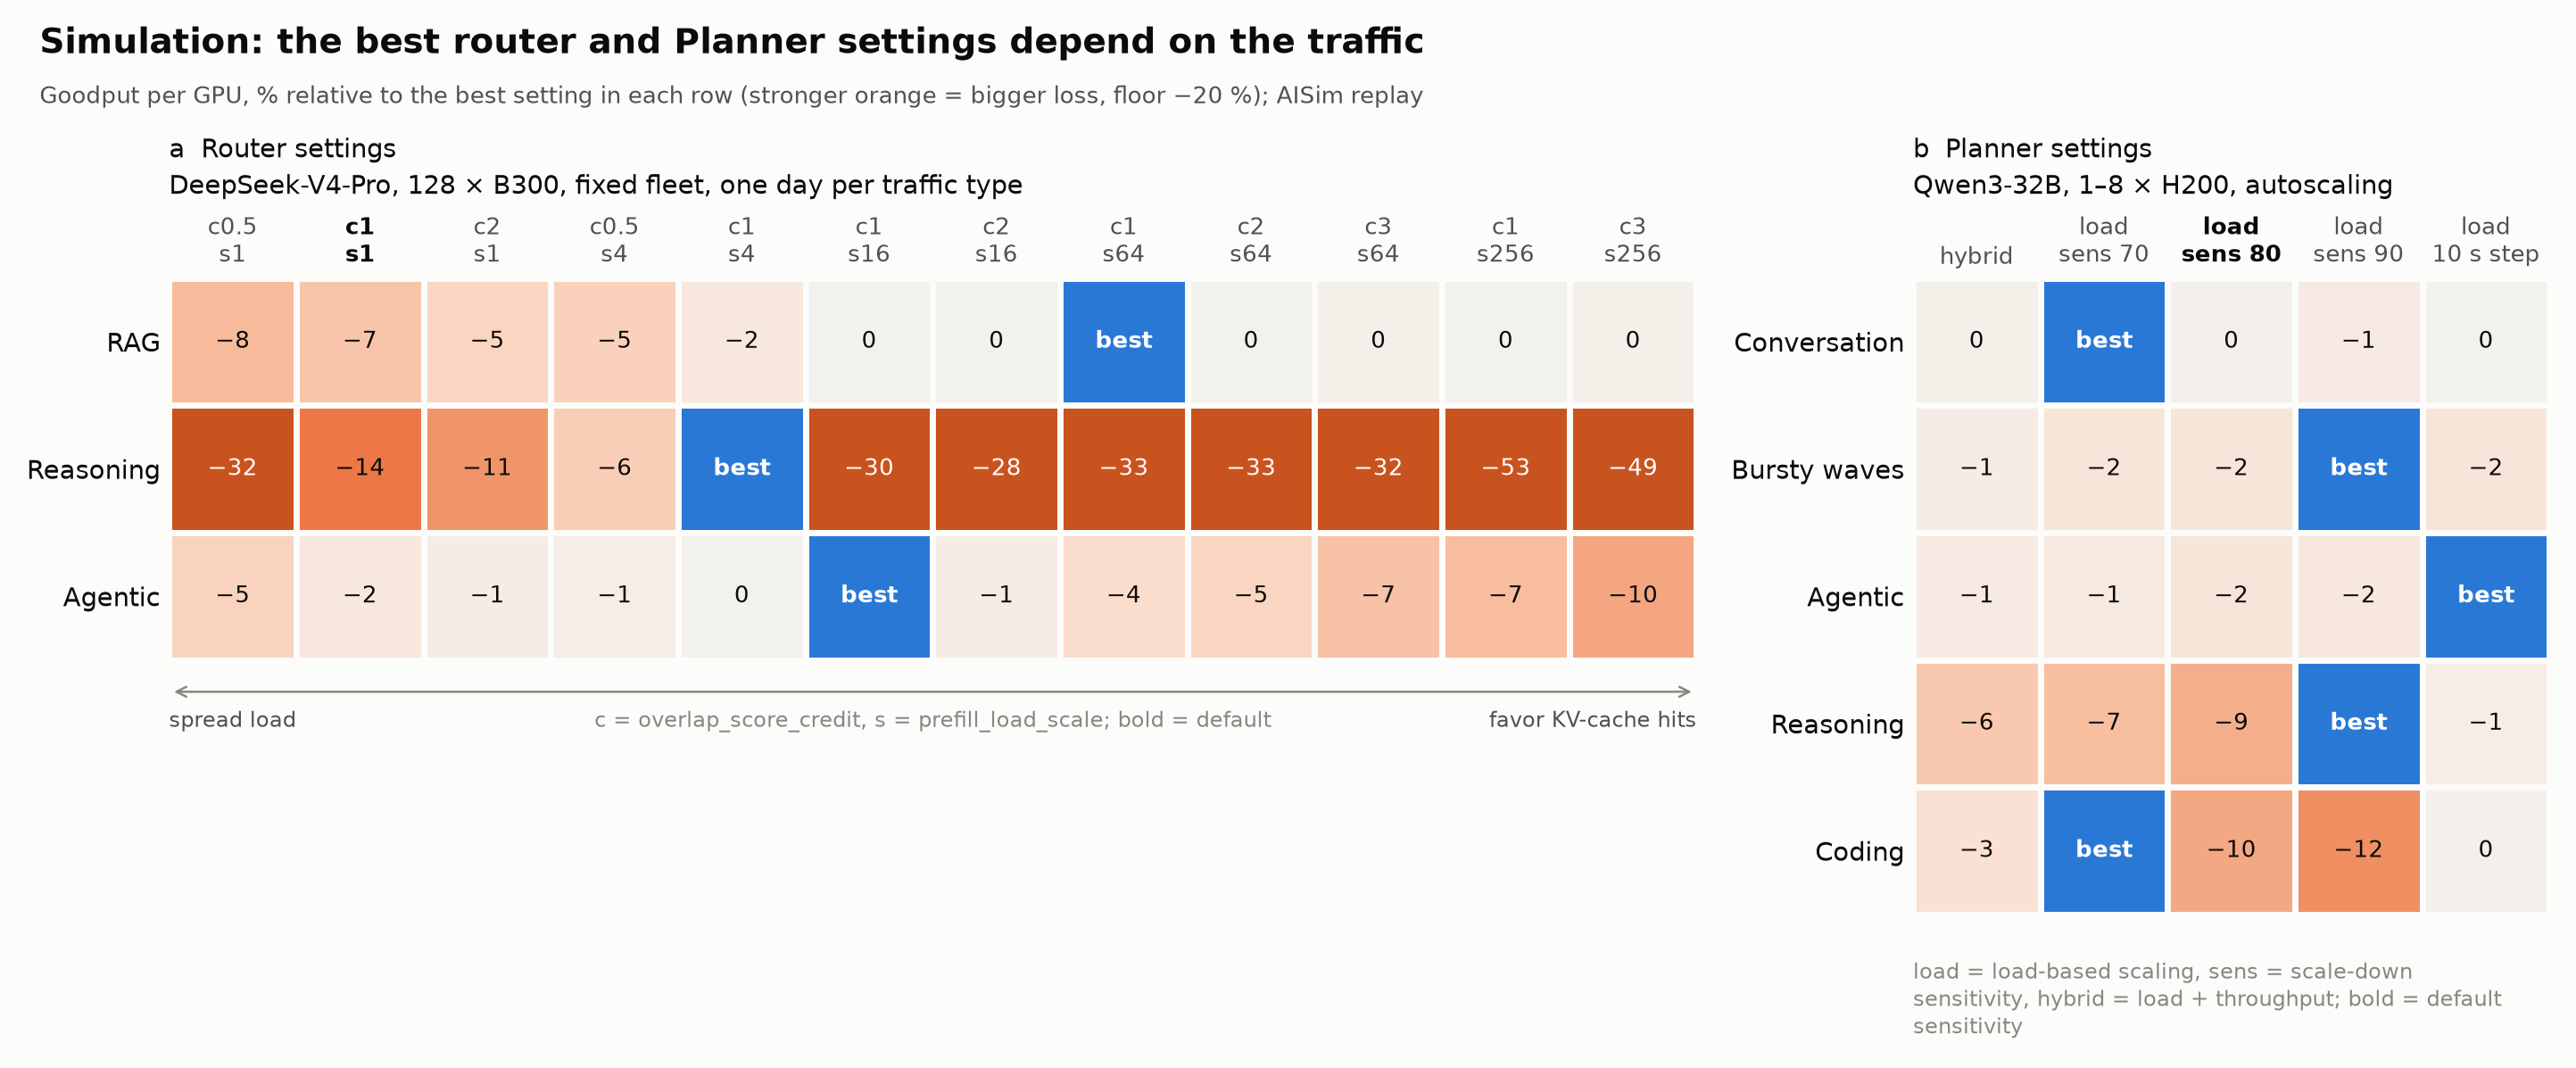 Simulation: the best router and Planner settings depend on the traffic
Goodput per GPU, % relative to the best setting in each row (stronger orange = bigger loss, floor −20 %); AISim replay
a Router settings
DeepSeek-V4-Pro, 128 × B300, fixed fleet, one day per traffic type
c0.5 c1 c2 c0.5 c1 c1 c2 c1 c2 c3 c1 c3
s1 s1 s1 s4 s4 s16 s16 s64 s64 s64 s256 s256
RAG −8 −7 −5 −5 −2 0 0 best 0 0 0 0
Reasoning −32 −14 −11 −6 best −30 −28 −33 −33 −32 −53 −49
Agentic −5 −2 −1 −1 0 best −1 −4 −5 −7 −7 −10
spread load c = overlap_score_credit, s = prefill_load_scale; bold = default favor KV-cache hits
b Planner settings
Qwen3-32B, 1–8 × H200, autoscaling
load load load load
hybrid sens 70 sens 80 sens 90 10 s step
Conversation 0 best 0 −1 0
Bursty waves −1 −2 −2 best −2
Agentic −1 −1 −2 −2 best
Reasoning −6 −7 −9 best −1
Coding −3 best −10 −12 0
load = load-based scaling, sens = scale-down
sensitivity, hybrid = load + throughput; bold = default
sensitivity